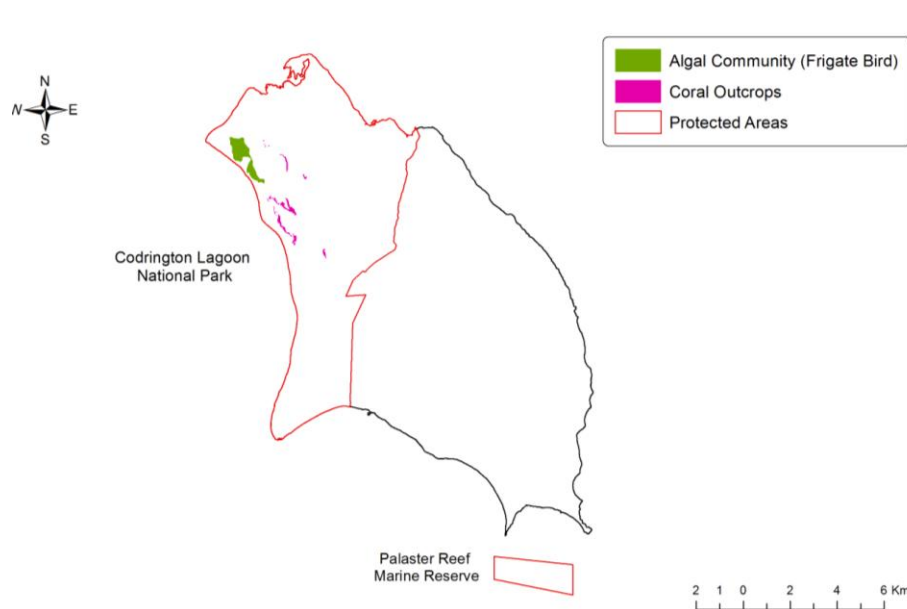 N
W E
S
Algal Community (Frigate Bird)
Coral Outcrops
Protected Areas
Codrington Lagoon
National Park
Palaster Reef
Marine Reserve
2 1 0 2 4 6 Km